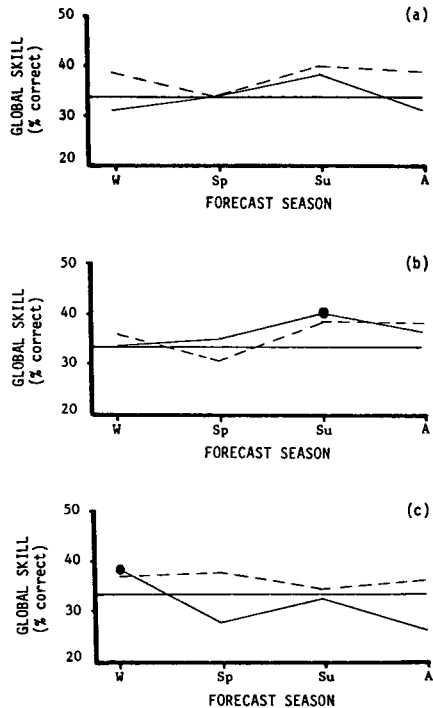 (a)
50
40
30
20
GLOBAL SKILL
(% correct)
W Sp Su A
FORECAST SEASON
(b)
50
40
30
20
GLOBAL SKILL
(% correct)
W Sp Su A
FORECAST SEASON
(c)
50
40
30
20
GLOBAL SKILL
(% correct)
W Sp Su A
FORECAST SEASON